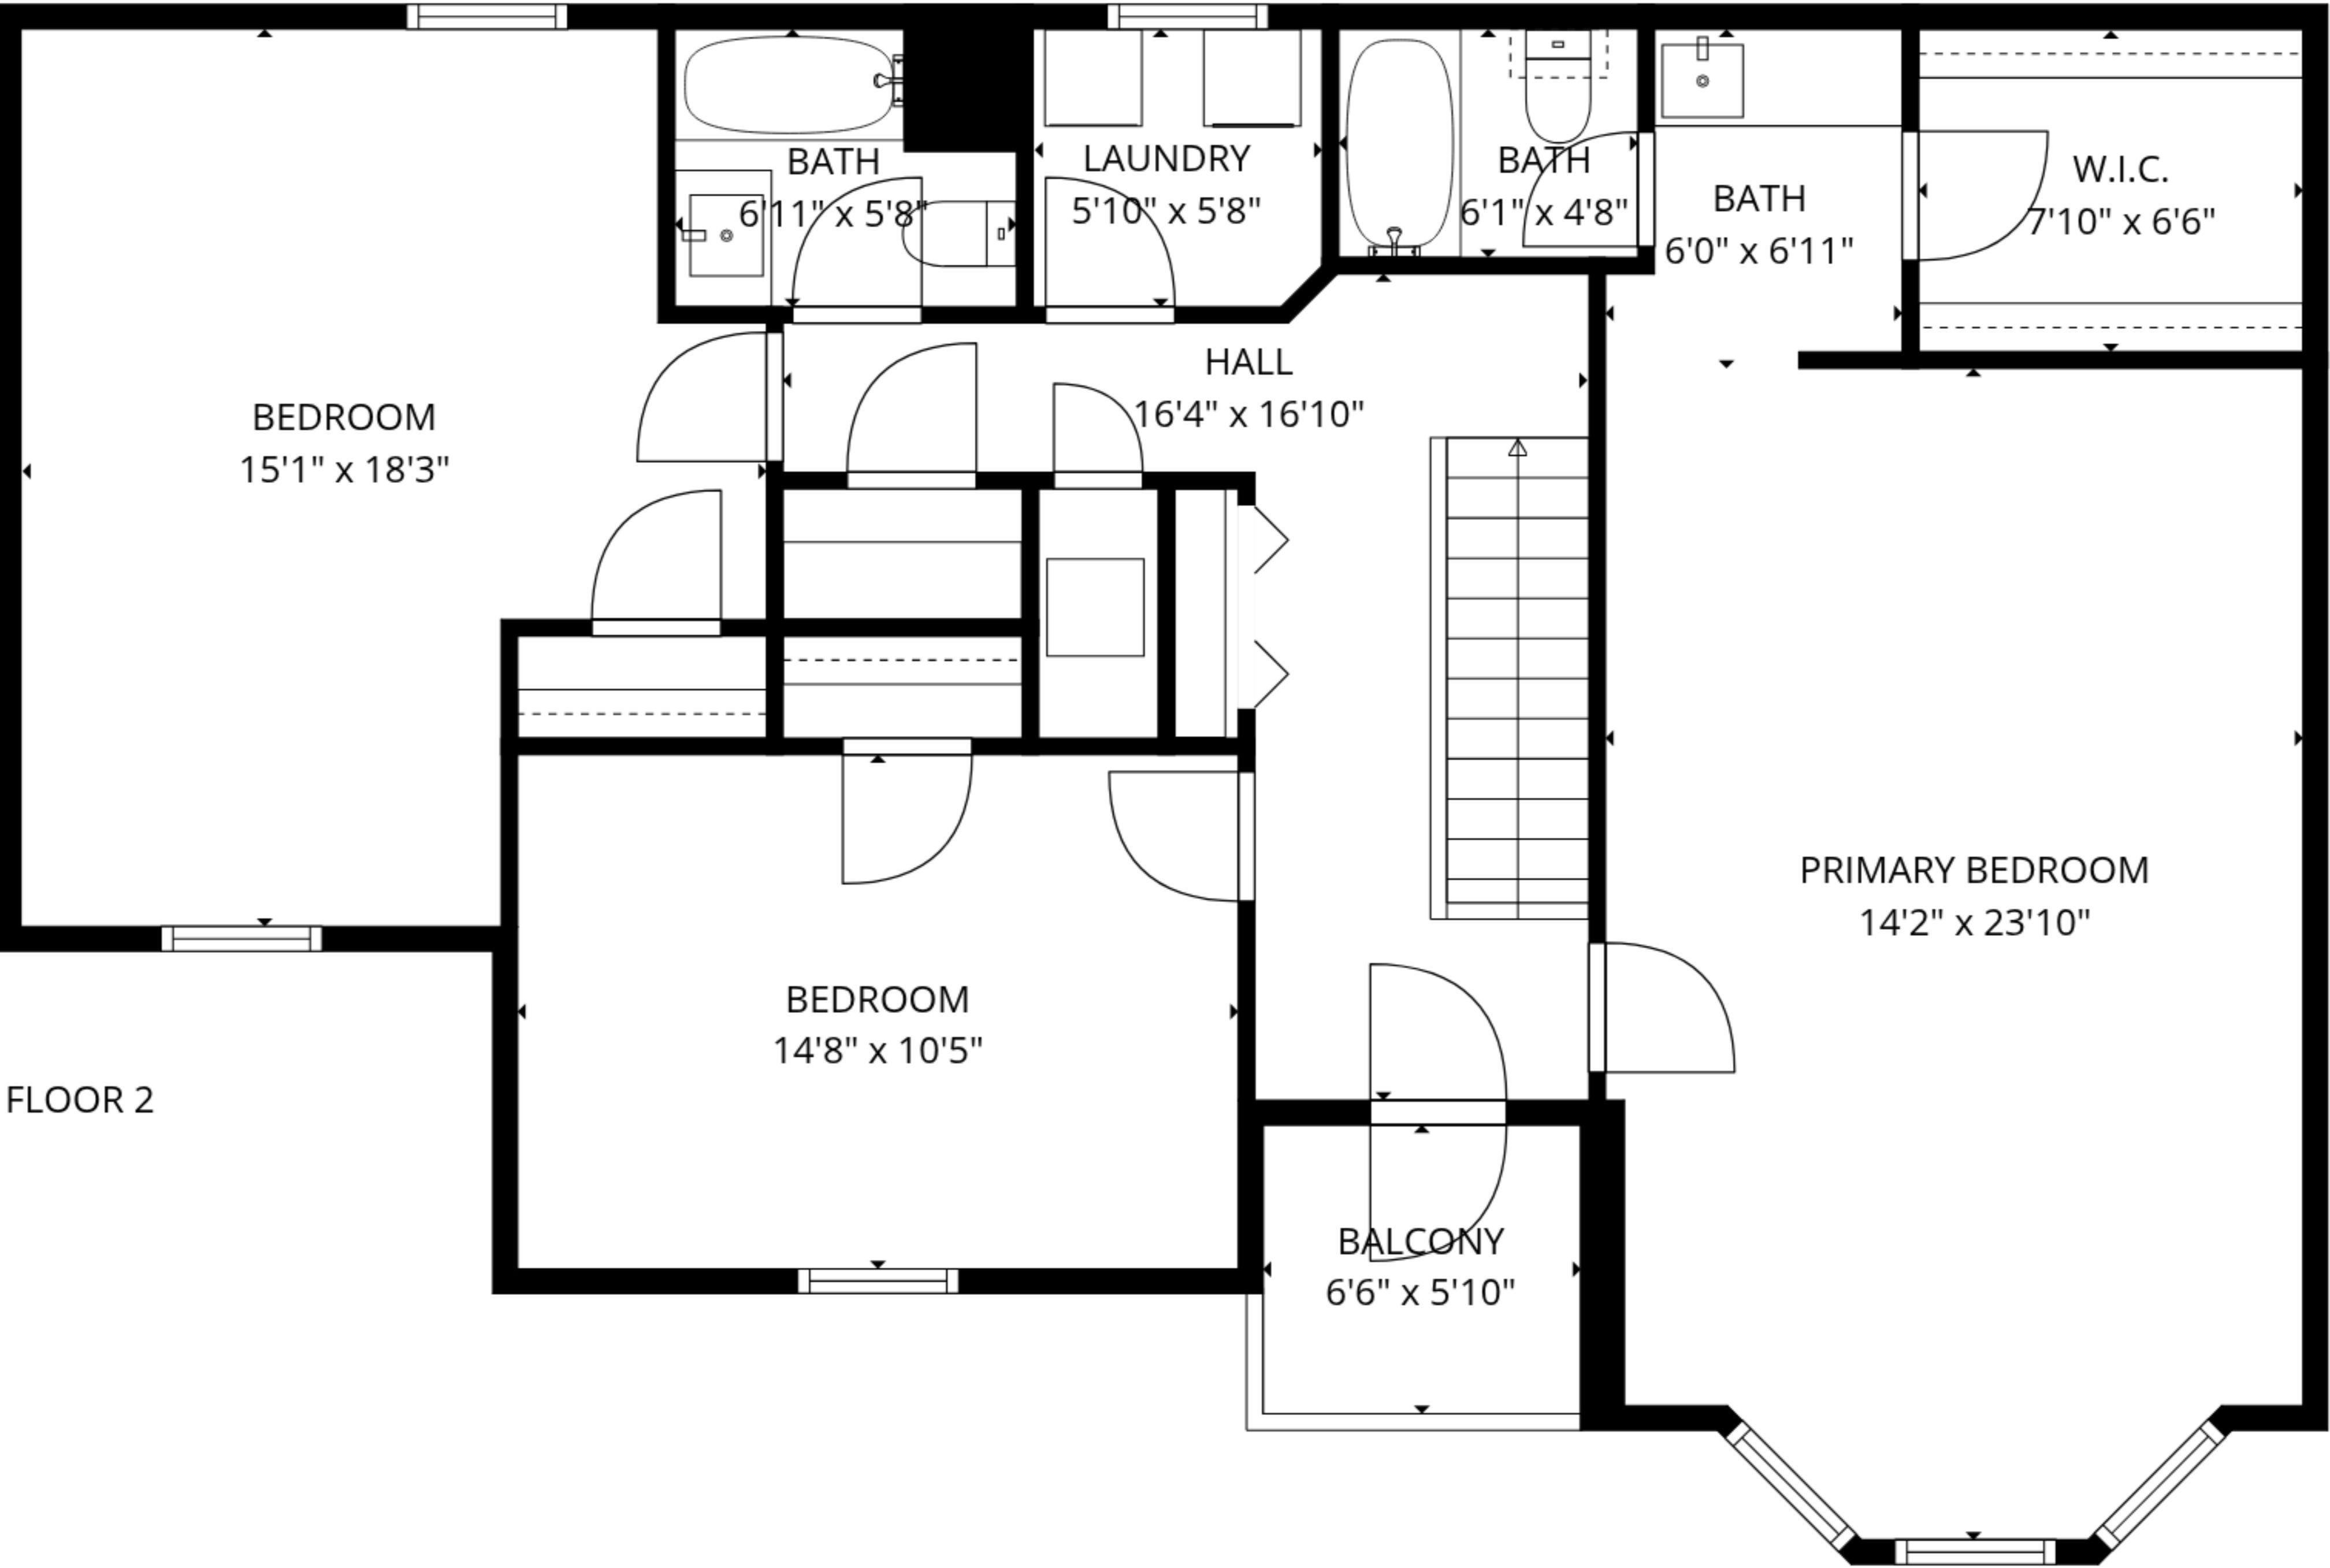 BATH
6'11" x 5'8"
LAUNDRY
5'10" x 5'8"
BATH
6'1" x 4'8"
BATH
6'0" x 6'11"
W.I.C.
7'10" x 6'6"
HALL
16'4" x 16'10"
BEDROOM
15'1" x 18'3"
PRIMARY BEDROOM
14'2" x 23'10"
BEDROOM
14'8" x 10'5"
FLOOR 2
BALCONY
6'6" x 5'10"